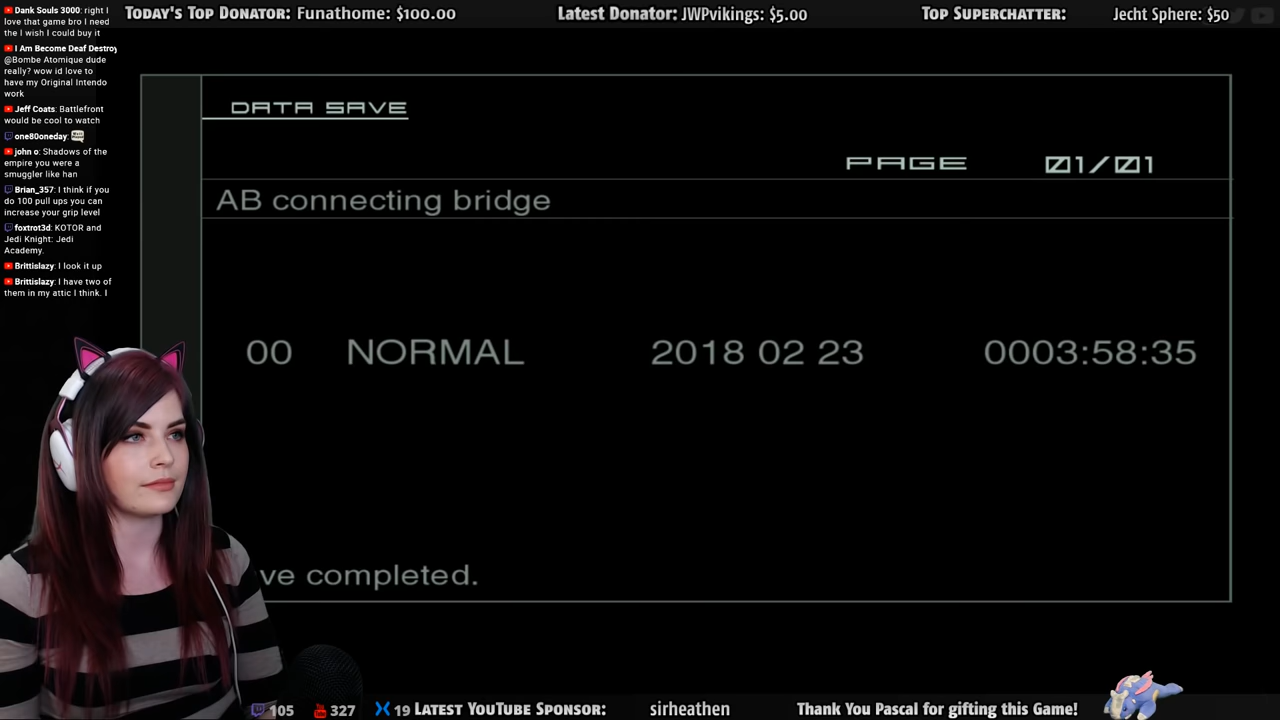 TODAY'S TOP DONATOR: Funathome: $100.00
LATEST DONATOR: JWPvikings: $5.00
TOP SUPERCHATTER: Jecht Sphere: $50
Dank Souls 3000: right I
love that game bro I need
the I wish I could buy it
I Am Become Deaf Destroy
@Bombe Atomique dude
really? wow id love to
have my Original Intendo
work
Jeff Coats: Battlefront
would be cool to watch
one80oneday:
john o: Shadows of the
empire you were a
smuggler like han
Brian_357: I think if you
do 100 pull ups you can
increase your grip level
foxtrot3d: KOTOR and
Jedi Knight: Jedi
Academy.
Brittislazy: I look it up
Brittislazy: I have two of
them in my attic I think. I
DATA SAVE
PAGE 01/01
AB connecting bridge
00 NORMAL 2018 02 23 0003:58:35
ve completed.
105 327 19 LATEST YOUTUBE SPONSOR: sirheathen
THANK YOU PASCAL FOR GIFTING THIS GAME!